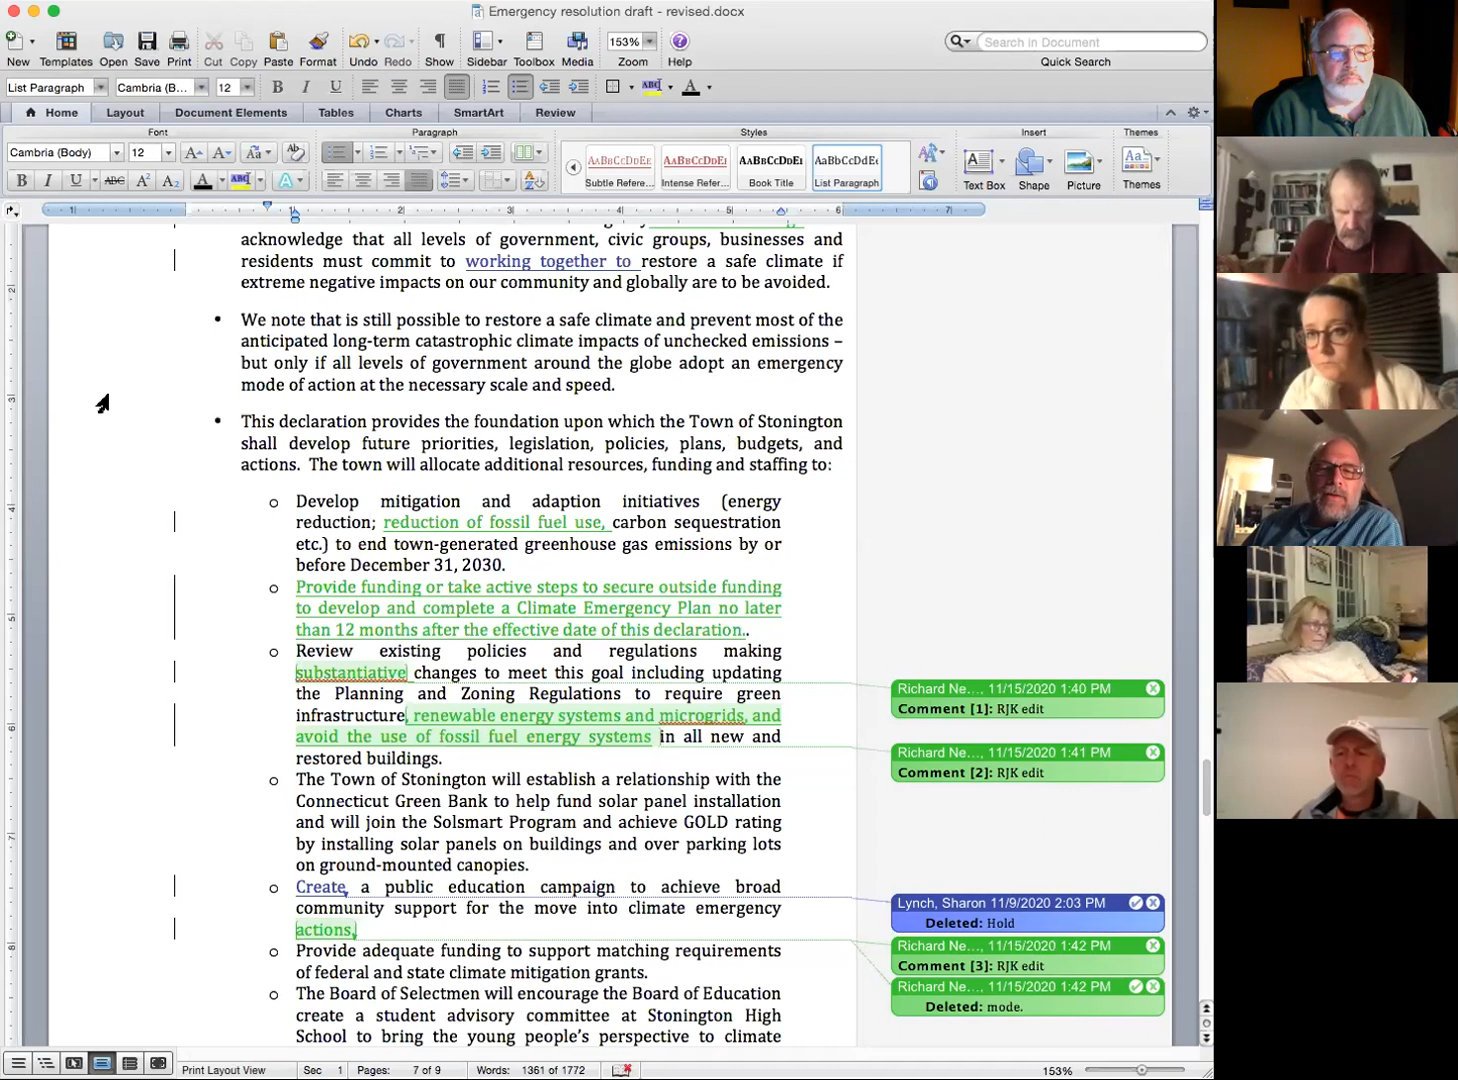 Emergency resolution draft - revised.docx
New Templates Open Save Print Cut Copy Paste Format Undo Redo Show Sidebar Toolbox Media Zoom Help
153%
Search in Document
Quick Search
List Paragraph Cambria (B... 12 B I U ABC A
Home Layout Document Elements Tables Charts SmartArt Review
Font Paragraph Styles Insert Themes
Cambria (Body) 12 A A Aa Ab
AaBbCcDdEe AaBbCcDdEe AaBbCcDdEe AaBbCcDdEe
B I U ABC A² A₂ A ABC A
Subtle Refere... Intense Refer... Book Title List Paragraph
Text Box Shape Picture Themes
1 1 2 3 4 5 6 7
acknowledge that all levels of government, civic groups, businesses and
residents must commit to working together to restore a safe climate if
extreme negative impacts on our community and globally are to be avoided.
• We note that is still possible to restore a safe climate and prevent most of the
anticipated long-term catastrophic climate impacts of unchecked emissions –
but only if all levels of government around the globe adopt an emergency
mode of action at the necessary scale and speed.
• This declaration provides the foundation upon which the Town of Stonington
shall develop future priorities, legislation, policies, plans, budgets, and
actions. The town will allocate additional resources, funding and staffing to:
o Develop mitigation and adaption initiatives (energy
reduction; reduction of fossil fuel use, carbon sequestration
etc.) to end town-generated greenhouse gas emissions by or
before December 31, 2030.
o Provide funding or take active steps to secure outside funding
to develop and complete a Climate Emergency Plan no later
than 12 months after the effective date of this declaration..
o Review existing policies and regulations making
substantiative changes to meet this goal including updating
the Planning and Zoning Regulations to require green
infrastructure, renewable energy systems and microgrids, and
avoid the use of fossil fuel energy systems in all new and
restored buildings.
o The Town of Stonington will establish a relationship with the
Connecticut Green Bank to help fund solar panel installation
and will join the Solsmart Program and achieve GOLD rating
by installing solar panels on buildings and over parking lots
on ground-mounted canopies.
o Create a public education campaign to achieve broad
community support for the move into climate emergency
actions.
o Provide adequate funding to support matching requirements
of federal and state climate mitigation grants.
o The Board of Selectmen will encourage the Board of Education
create a student advisory committee at Stonington High
School to bring the young people's perspective to climate
Richard Ne..., 11/15/2020 1:40 PM
Comment [1]: RJK edit
Richard Ne..., 11/15/2020 1:41 PM
Comment [2]: RJK edit
Lynch, Sharon 11/9/2020 2:03 PM
Deleted: Hold
Richard Ne..., 11/15/2020 1:42 PM
Comment [3]: RJK edit
Richard Ne..., 11/15/2020 1:42 PM
Deleted: mode.
Print Layout View Sec 1 Pages: 7 of 9 Words: 1361 of 1772 153%